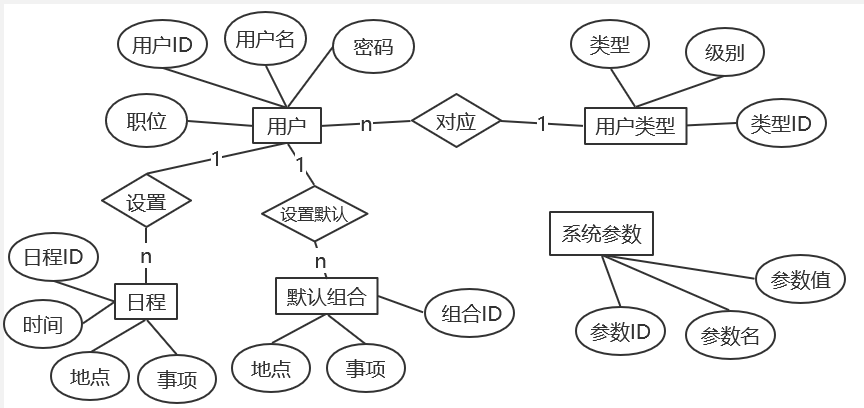 用户ID
用户名
密码
类型
级别
职位
用户
n
对应
1
用户类型
类型ID
1
1
设置
设置默认
系统参数
n
n
日程ID
日程
默认组合
组合ID
参数值
时间
参数ID
参数名
地点
事项
地点
事项